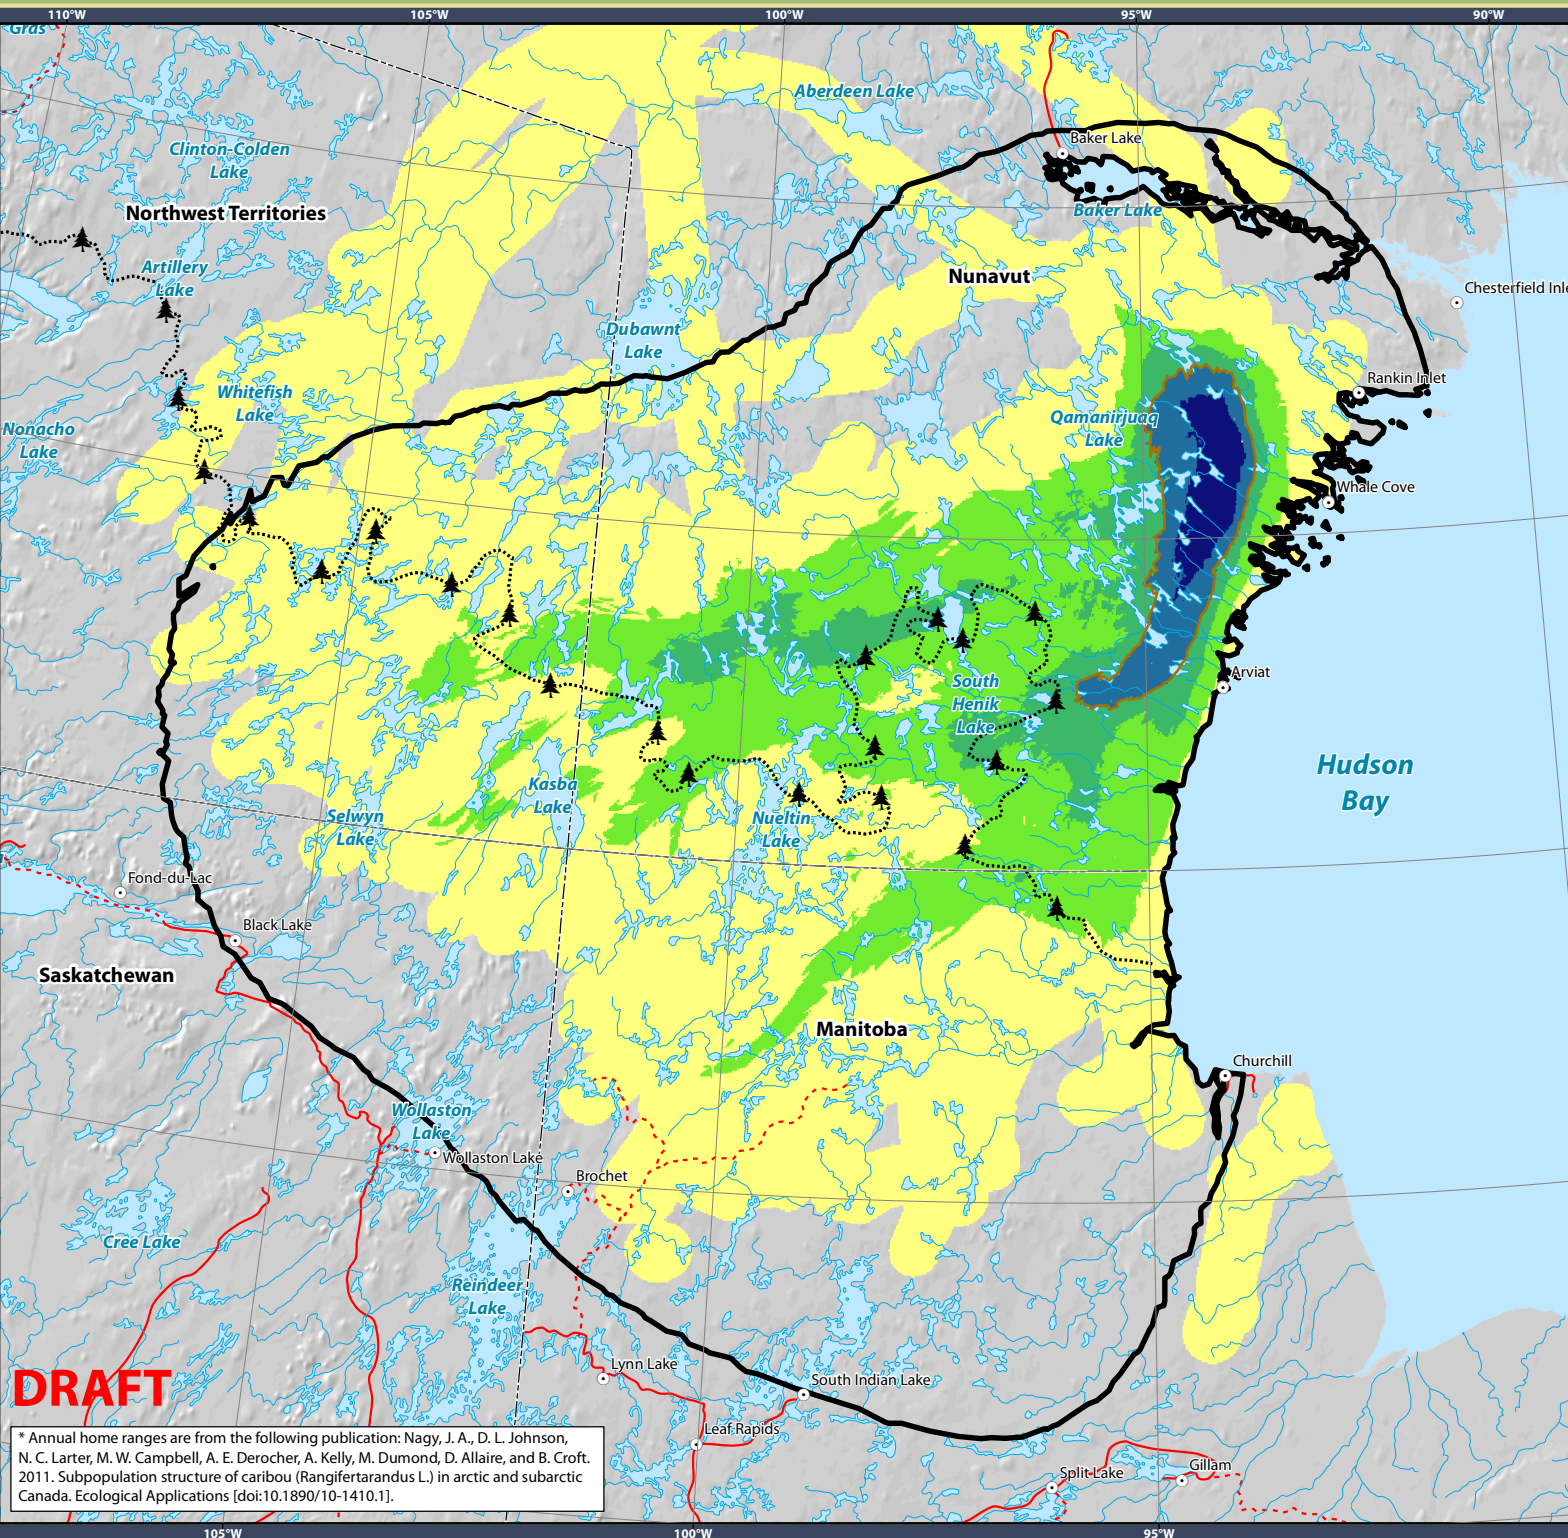 110°W
105°W
100°W
95°W
90°W
Gras
Aberdeen Lake
Baker Lake
Clinton-Colden
Lake
Northwest Territories
Baker Lake
Artillery
Lake
Nunavut
Chesterfield Inle
Dubawnt
Lake
Rankin Inlet
Whitefish
Lake
Qamanirjuaq
Lake
Nonacho
Lake
Whale Cove
Arviat
South
Henik
Lake
Hudson
Bay
Kasba
Lake
Selwyn
Lake
Nueltin
Lake
Fond-du-Lac
Black Lake
Saskatchewan
Manitoba
Churchill
Wollaston
Lake
Wollaston Lake
Brochet
Cree Lake
Reindeer
Lake
Lynn Lake
South Indian Lake
DRAFT
Leaf Rapids
Split Lake
Gillam
* Annual home ranges are from the following publication: Nagy, J. A., D. L. Johnson,
N. C. Larter, M. W. Campbell, A. E. Derocher, A. Kelly, M. Dumond, D. Allaire, and B. Croft.
2011. Subpopulation structure of caribou (Rangifertarandus L.) in arctic and subarctic
Canada. Ecological Applications [doi:10.1890/10-1410.1].
105°W
100°W
95°W